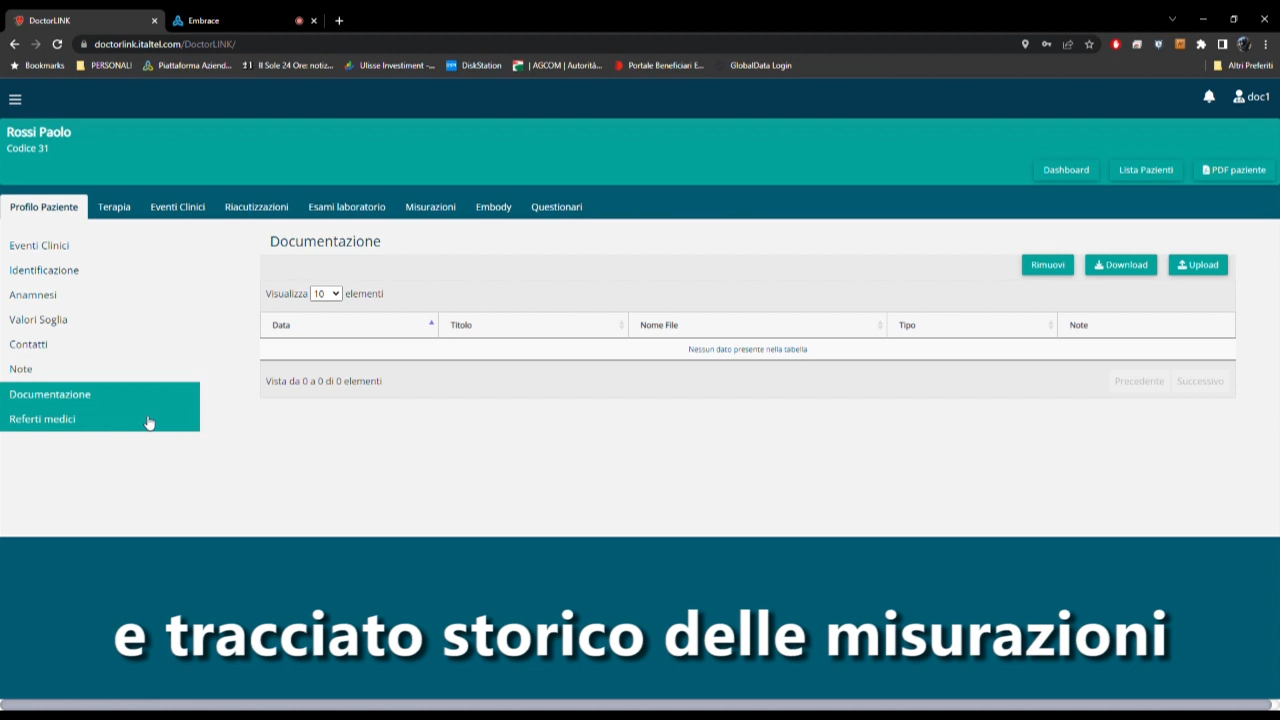 DoctorLINK
Embrace
doctorlink.italtel.com/DoctorLINK/
Bookmarks PERSONALI Piattaforma Aziend... Il Sole 24 Ore: notiz... Ulisse Investiment -... DiskStation | AGCOM | Autorità... Portale Beneficiari E... GlobalData Login Altri Preferiti
doc1
Rossi Paolo
Codice 31
Dashboard Lista Pazienti PDF paziente
Profilo Paziente Terapia Eventi Clinici Riacutizzazioni Esami laboratorio Misurazioni Embody Questionari
Eventi Clinici
Identificazione
Anamnesi
Valori Soglia
Contatti
Note
Documentazione
Referti medici
Documentazione
Rimuovi Download Upload
Visualizza 10 elementi
Data Titolo Nome File Tipo Note
Nessun dato presente nella tabella
Vista da 0 a 0 di 0 elementi
Precedente Successivo
e tracciato storico delle misurazioni